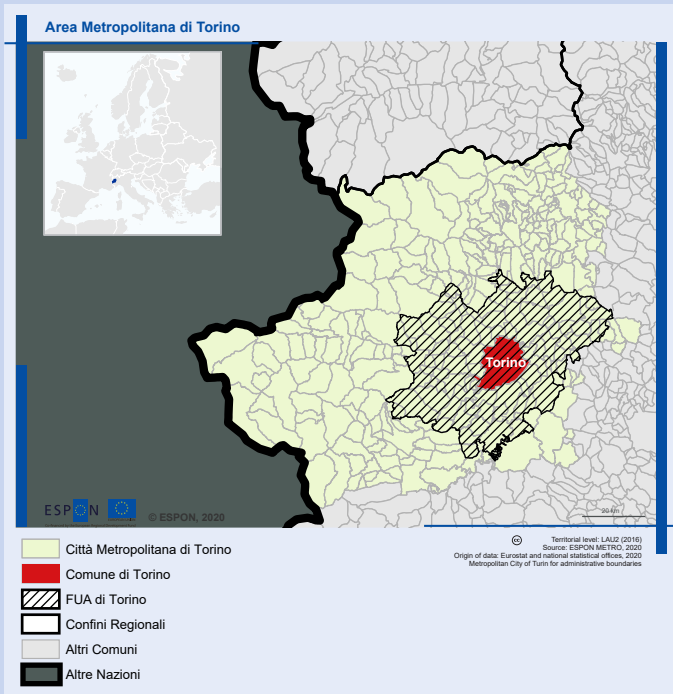 Area Metropolitana di Torino
Torino
20 km
ESPON
© ESPON, 2020
cc
Territorial level: LAU2 (2016)
Source: ESPON METRO, 2020
Origin of data: Eurostat and national statistical offices, 2020
Metropolitan City of Turin for administrative boundaries
Città Metropolitana di Torino
Comune di Torino
FUA di Torino
Confini Regionali
Altri Comuni
Altre Nazioni